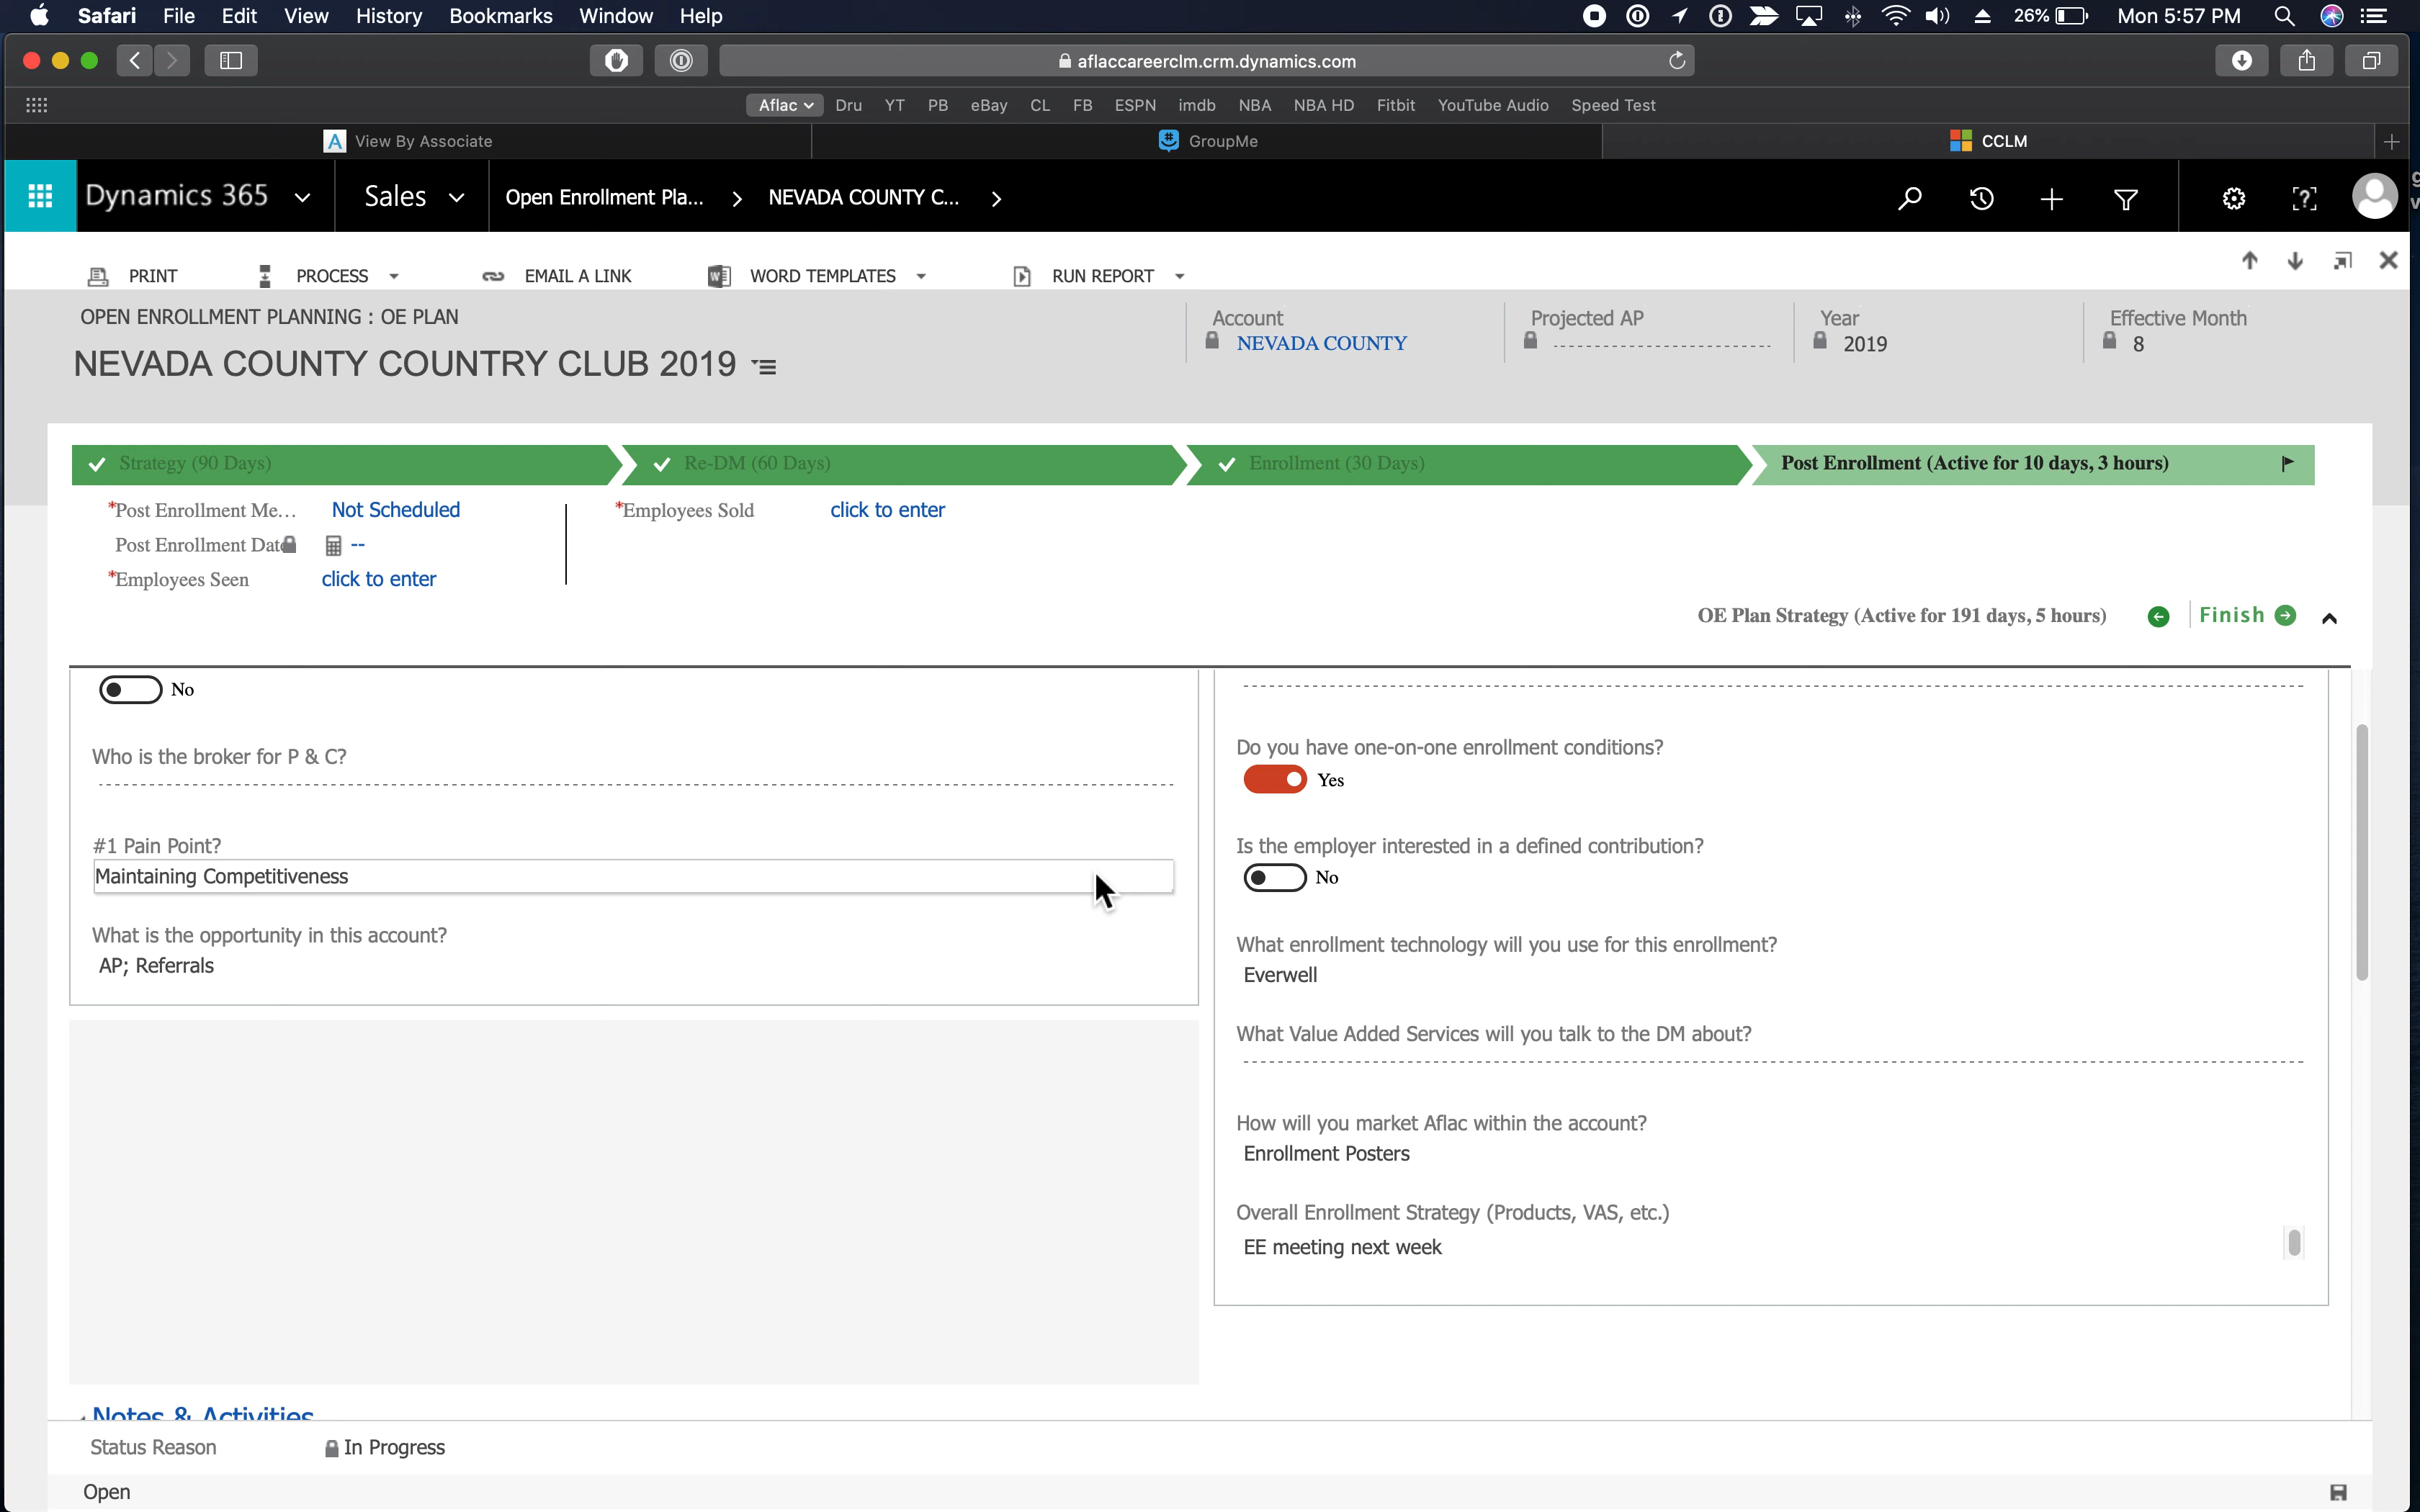 Safari File Edit View History Bookmarks Window Help 26% Mon 5:57 PM
aflaccareerclm.crm.dynamics.com
Aflac Dru YT PB eBay CL FB ESPN imdb NBA NBA HD Fitbit YouTube Audio Speed Test
View By Associate GroupMe CCLM
Dynamics 365 Sales Open Enrollment Pla... NEVADA COUNTY C...
PRINT PROCESS EMAIL A LINK WORD TEMPLATES RUN REPORT
OPEN ENROLLMENT PLANNING : OE PLAN
NEVADA COUNTY COUNTRY CLUB 2019
Account Projected AP Year Effective Month
NEVADA COUNTY 2019 8
Strategy (90 Days) Re-DM (60 Days) Enrollment (30 Days) Post Enrollment (Active for 10 days, 3 hours)
*Post Enrollment Me... Not Scheduled *Employees Sold click to enter
Post Enrollment Date --
*Employees Seen click to enter
OE Plan Strategy (Active for 191 days, 5 hours) Finish
No
Who is the broker for P & C?
#1 Pain Point?
Maintaining Competitiveness
What is the opportunity in this account?
AP; Referrals
Do you have one-on-one enrollment conditions?
Yes
Is the employer interested in a defined contribution?
No
What enrollment technology will you use for this enrollment?
Everwell
What Value Added Services will you talk to the DM about?
How will you market Aflac within the account?
Enrollment Posters
Overall Enrollment Strategy (Products, VAS, etc.)
EE meeting next week
Notes & Activities
Status Reason In Progress
Open